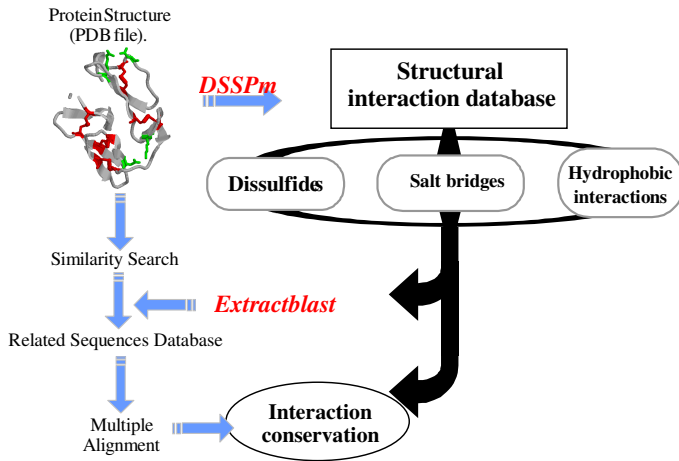 Protein Structure
(PDB file).
DSSPm
Structural
interaction database
Dissulfides
Salt bridges
Hydrophobic
interactions
Similarity Search
Extractblast
Related Sequences Database
Multiple
Alignment
Interaction
conservation